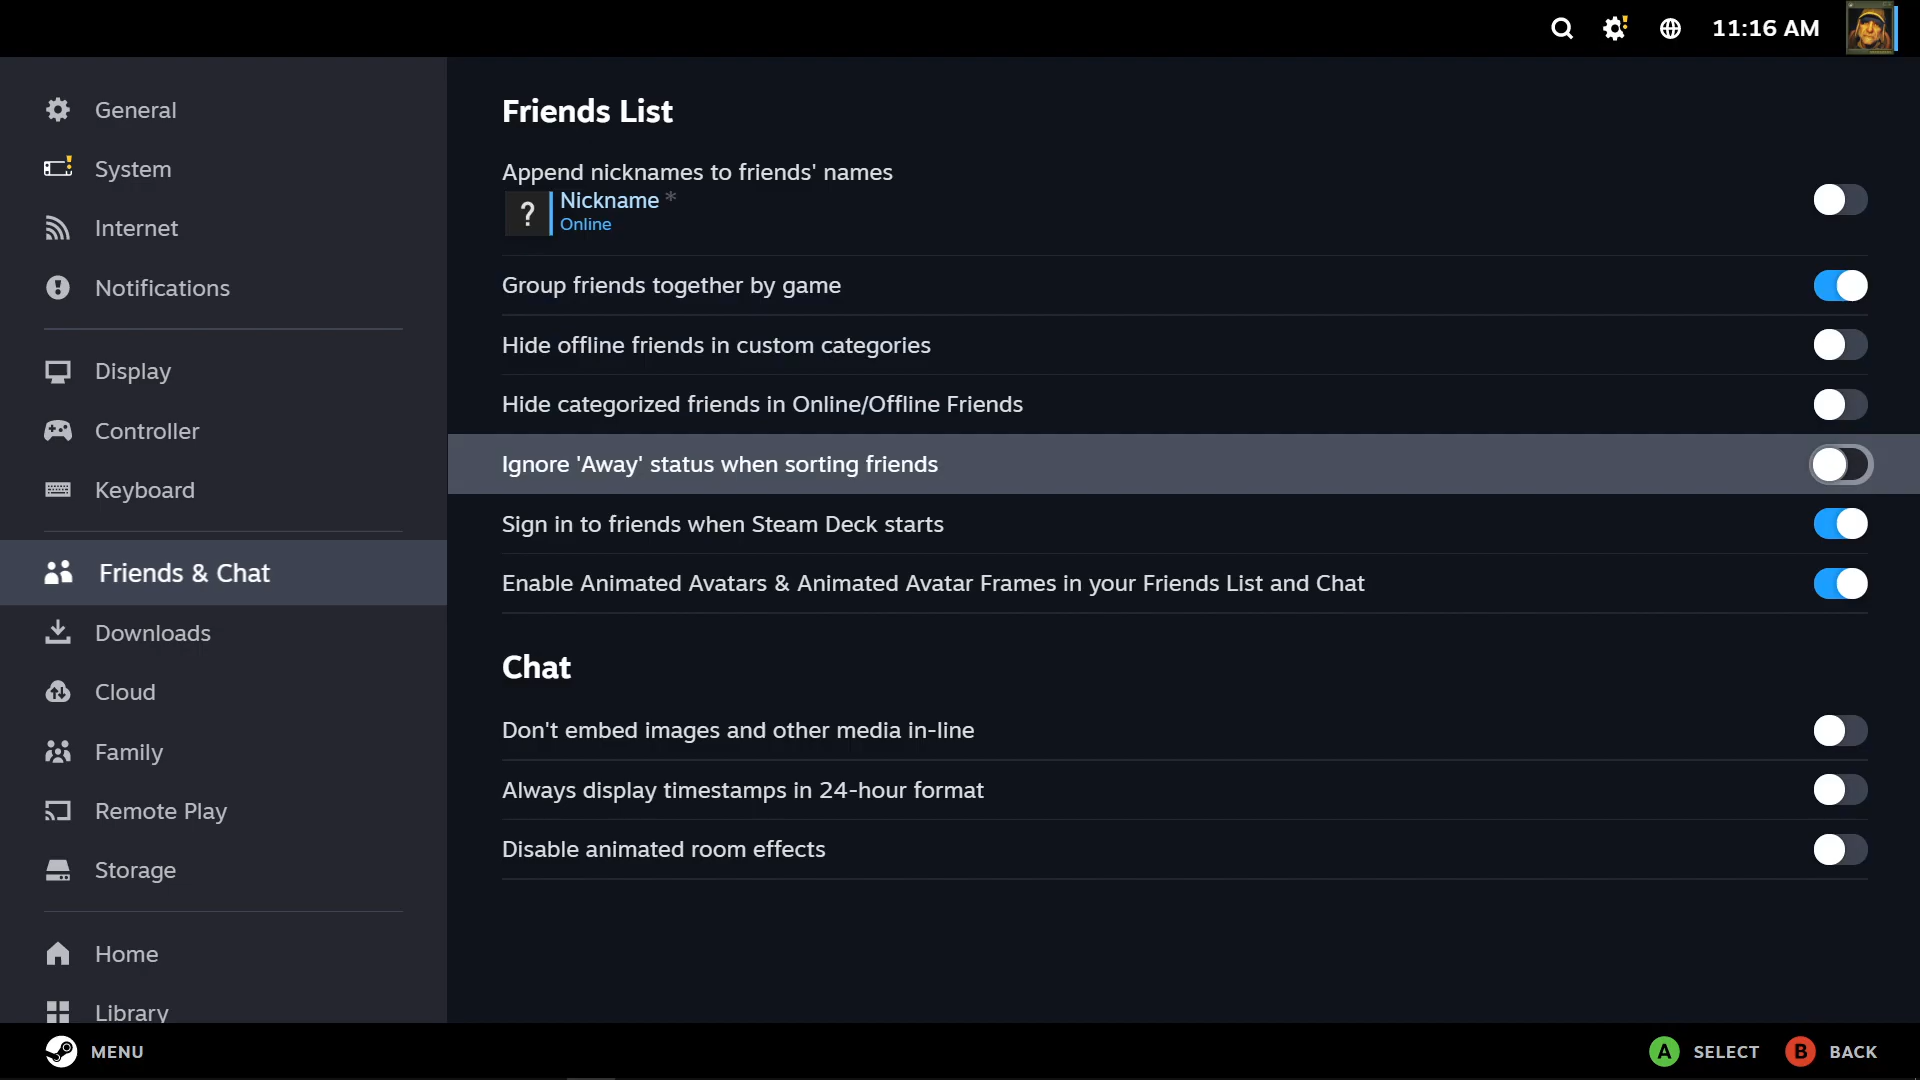 11:16 AM
General
System
Internet
Notifications
Display
Controller
Keyboard
Friends & Chat
Downloads
Cloud
Family
Remote Play
Storage
Home
Library
Friends List
Append nicknames to friends' names
?
Nickname *
Online
Group friends together by game
Hide offline friends in custom categories
Hide categorized friends in Online/Offline Friends
Ignore 'Away' status when sorting friends
Sign in to friends when Steam Deck starts
Enable Animated Avatars & Animated Avatar Frames in your Friends List and Chat
Chat
Don't embed images and other media in-line
Always display timestamps in 24-hour format
Disable animated room effects
MENU
A SELECT B BACK